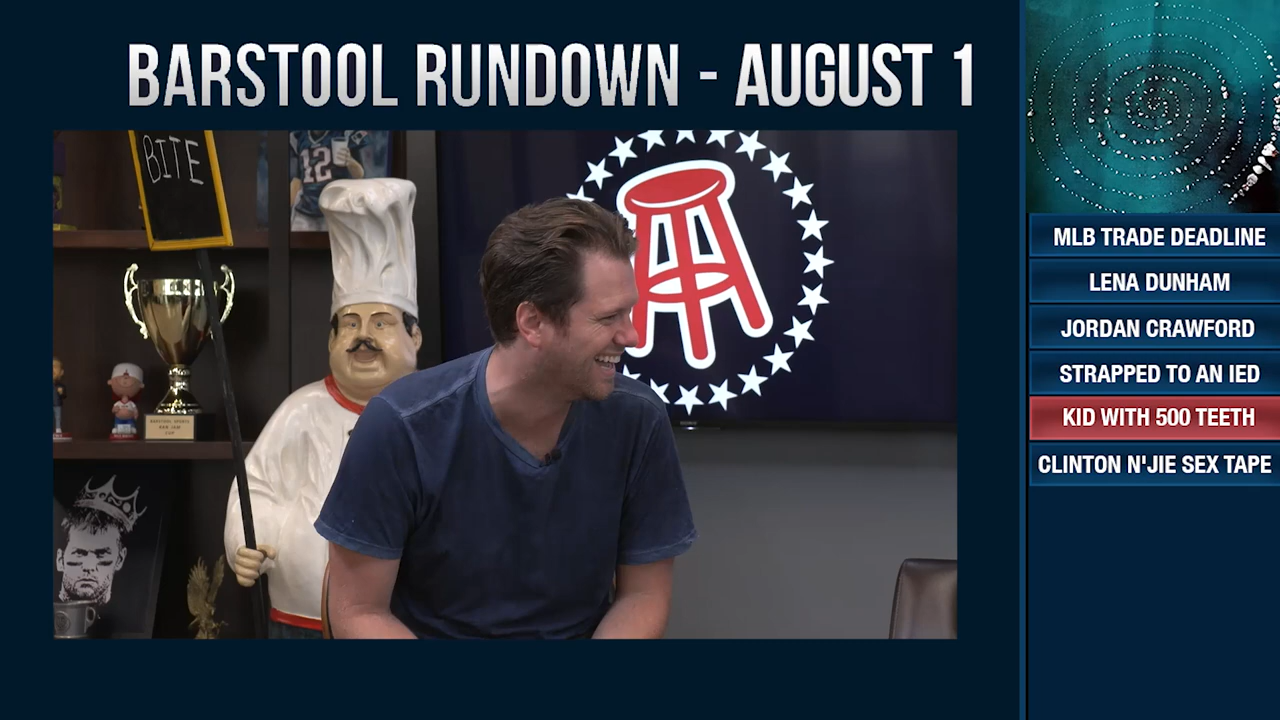 BARSTOOL RUNDOWN - AUGUST 1
BITE
12
MLB TRADE DEADLINE
LENA DUNHAM
JORDAN CRAWFORD
STRAPPED TO AN IED
KID WITH 500 TEETH
CLINTON N'JIE SEX TAPE